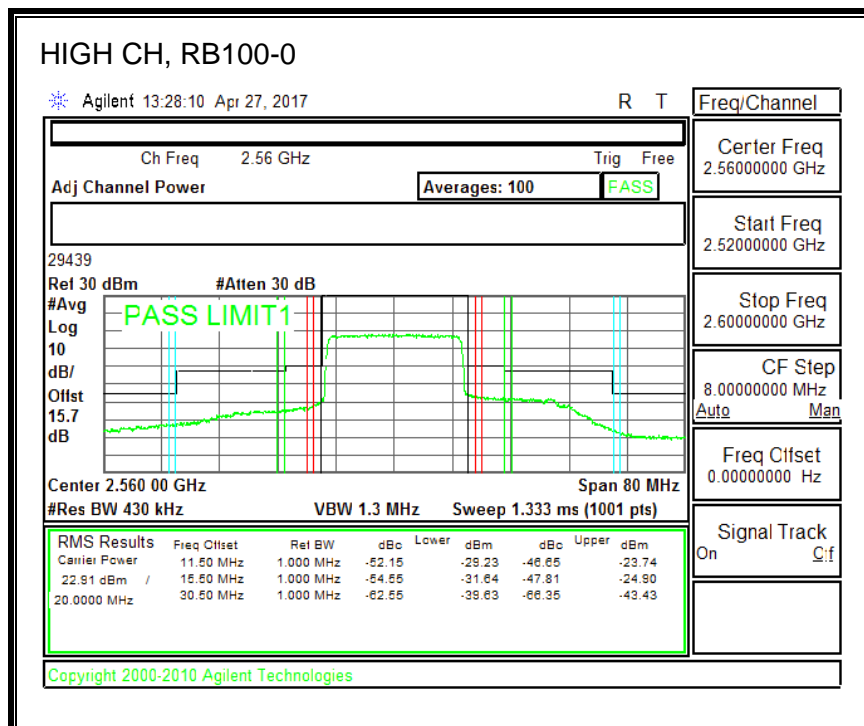 HIGH CH, RB100-0
Agilent 13:28:10 Apr 27, 2017 R T
Freq/Channel
Ch Freq 2.56 GHz Trig Free
Adj Channel Power Averages: 100 PASS
Center Freq
2.56000000 GHz
Start Freq
2.52000000 GHz
Stop Freq
2.60000000 GHz
CF Step
8.00000000 MHz
Auto Man
Freq Offset
0.00000000 Hz
Signal Track
On Off
29439
Ref 30 dBm #Atten 30 dB
#Avg
Log
10
dB/
Offst
15.7
dB
PASS LIMIT1
Center 2.560 00 GHz Span 80 MHz
#Res BW 430 kHz VBW 1.3 MHz Sweep 1.333 ms (1001 pts)
RMS Results Freq Offset Ref BW dBc Lower dBm dBc Upper dBm
Carrier Power 11.50 MHz 1.000 MHz -52.15 -29.23 -46.65 -23.74
22.91 dBm / 15.50 MHz 1.000 MHz -54.55 -31.64 -47.81 -24.90
20.0000 MHz 30.50 MHz 1.000 MHz -62.55 -39.63 -66.35 -43.43
Copyright 2000-2010 Agilent Technologies